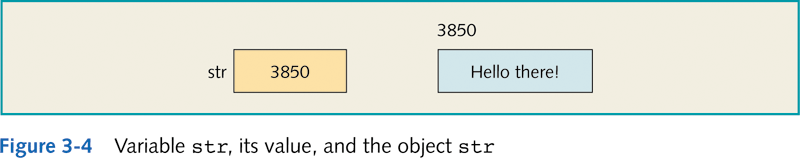 3850
str 3850 Hello there!
Figure 3-4 Variable str, its value, and the object str